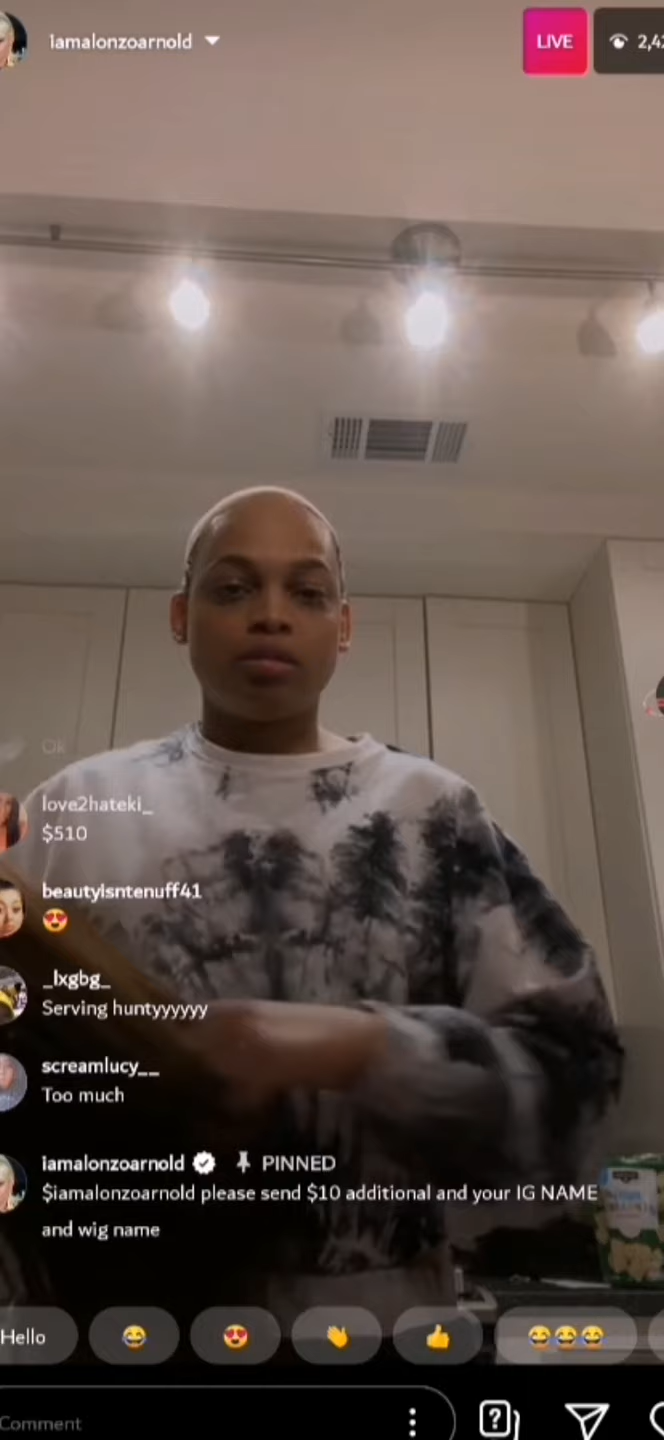 iamalonzoarnold
LIVE
2,42
Ok
love2hateki_
$510
beautyisntenuff41
😍
_lxgbg_
Serving huntyyyyyy
screamlucy__
Too much
iamalonzoarnold PINNED
$iamalonzoarnold please send $10 additional and your IG NAME
and wig name
Hello 😂 😍 👏 👍 😂😂😂
Comment